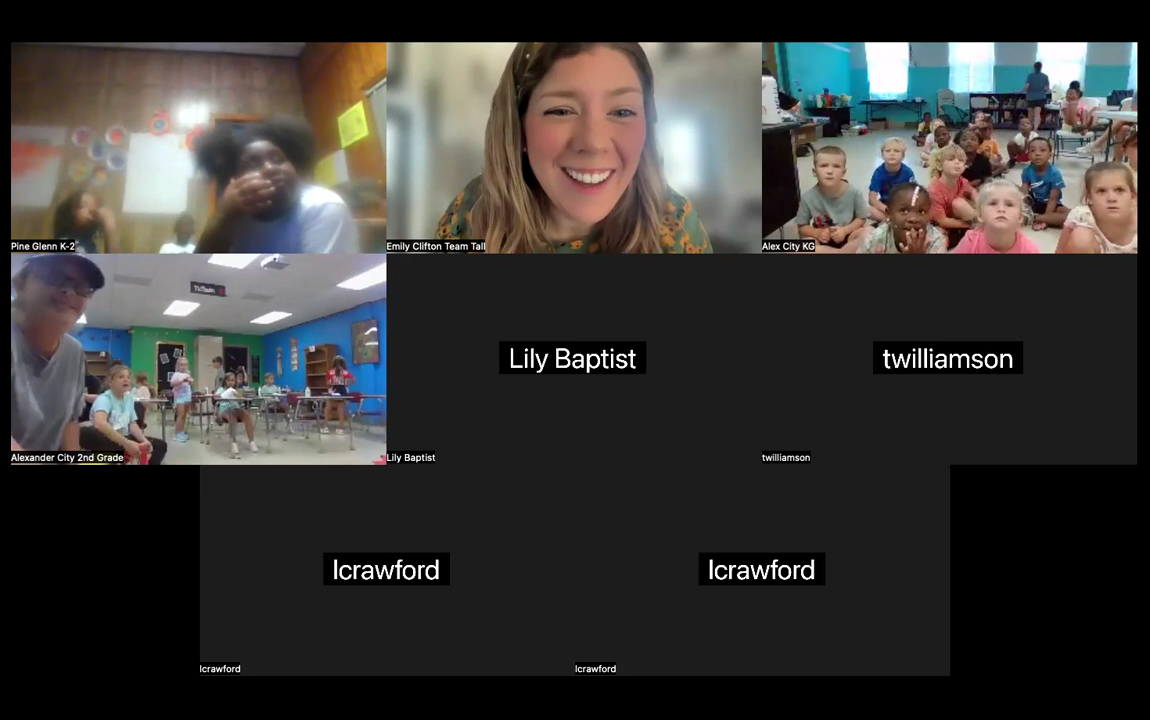 Pine Glenn K-2
Emily Clifton Team Tall
Alex City KG
Alexander City 2nd Grade
Lily Baptist
Lily Baptist
twilliamson
twilliamson
lcrawford
lcrawford
lcrawford
lcrawford